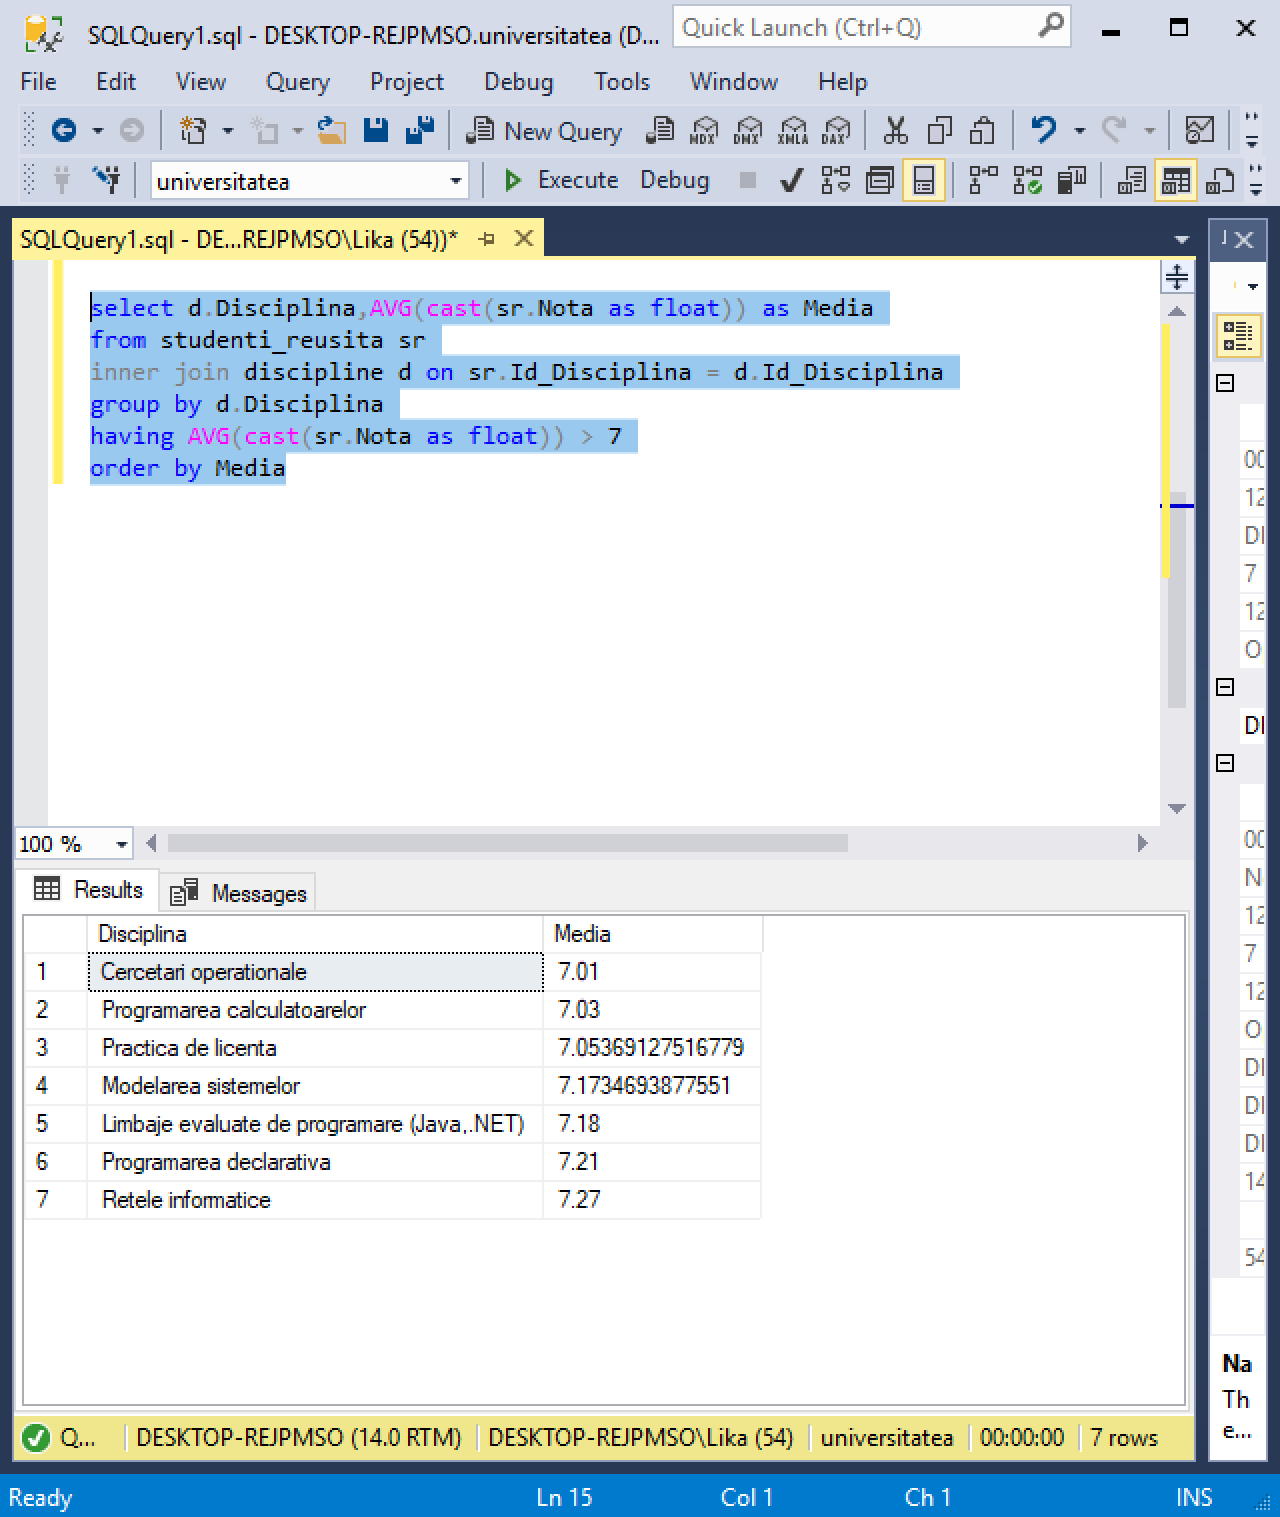 SQLQuery1.sql - DESKTOP-REJPMSO.universitatea (D...
Quick Launch (Ctrl+Q)
File Edit View Query Project Debug Tools Window Help
New Query MDX DMX XMLA DAX
universitatea Execute Debug
SQLQuery1.sql - DE...REJPMSO\Lika (54))*
select d.Disciplina,AVG(cast(sr.Nota as float)) as Media
from studenti_reusita sr
inner join discipline d on sr.Id_Disciplina = d.Id_Disciplina
group by d.Disciplina
having AVG(cast(sr.Nota as float)) > 7
order by Media
100 %
Results Messages
Disciplina Media
1 Cercetari operationale 7.01
2 Programarea calculatoarelor 7.03
3 Practica de licenta 7.05369127516779
4 Modelarea sistemelor 7.1734693877551
5 Limbaje evaluate de programare (Java,.NET) 7.18
6 Programarea declarativa 7.21
7 Retele informatice 7.27
12
7
12
O
N
12
7
12
O
14
54
Na
Th
e...
Q... DESKTOP-REJPMSO (14.0 RTM) DESKTOP-REJPMSO\Lika (54) universitatea 00:00:00 7 rows
Ready Ln 15 Col 1 Ch 1 INS